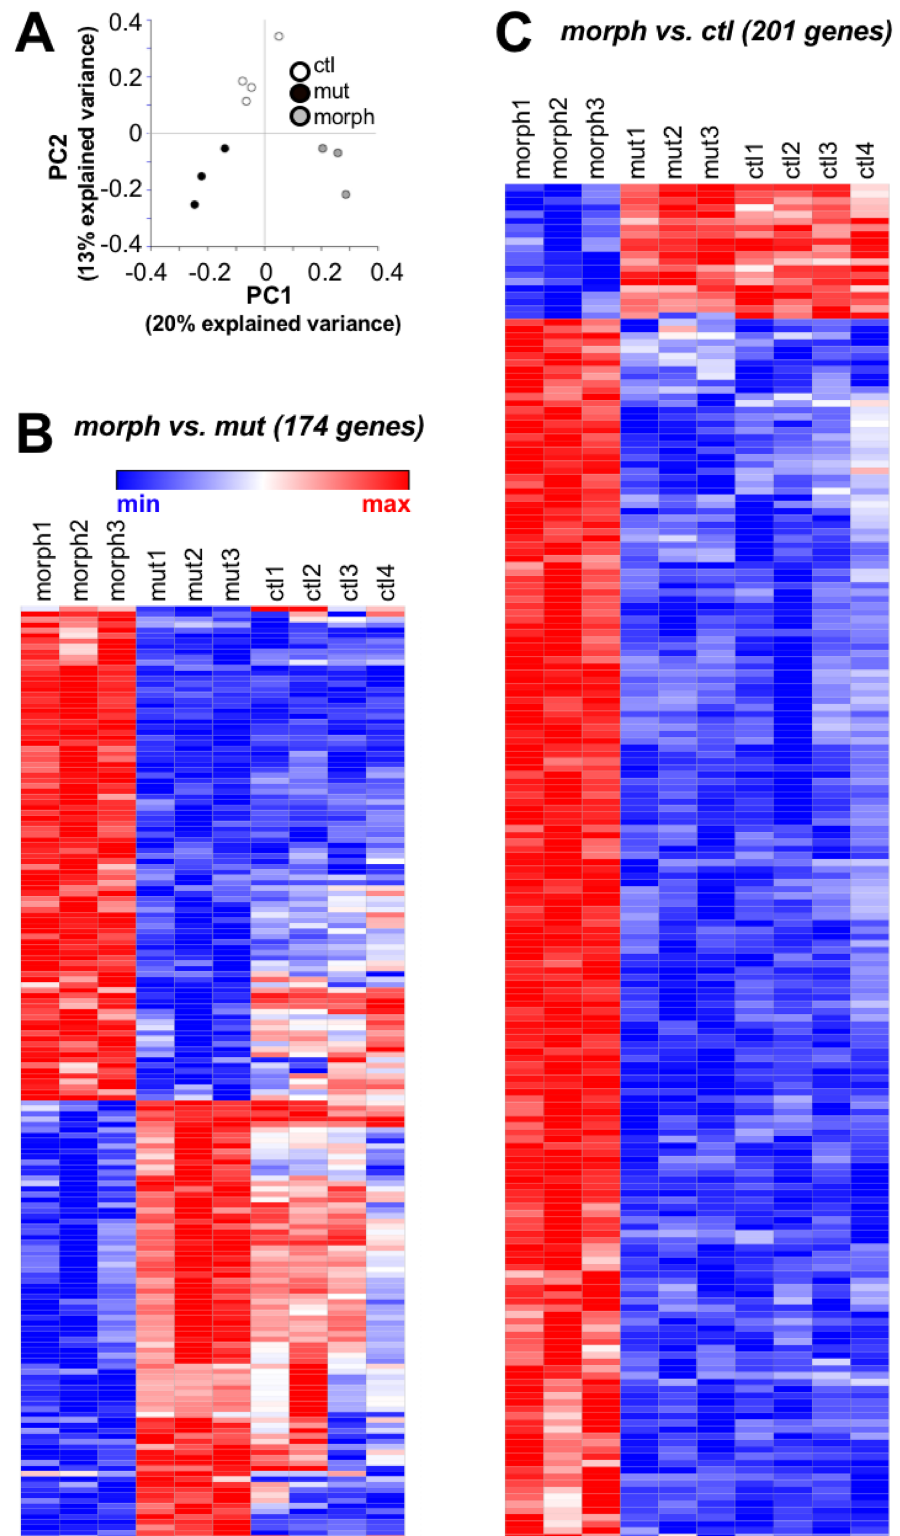 A
PC2
(13% explained variance)
0.4
0.2
0
-0.2
-0.4
-0.4
-0.2
0
0.2
0.4
PC1
(20% explained variance)
ctl
mut
morph
B
morph vs. mut (174 genes)
min
max
morph1
morph2
morph3
mut1
mut2
mut3
ctl1
ctl2
ctl3
ctl4
C
morph vs. ctl (201 genes)
morph1
morph2
morph3
mut1
mut2
mut3
ctl1
ctl2
ctl3
ctl4